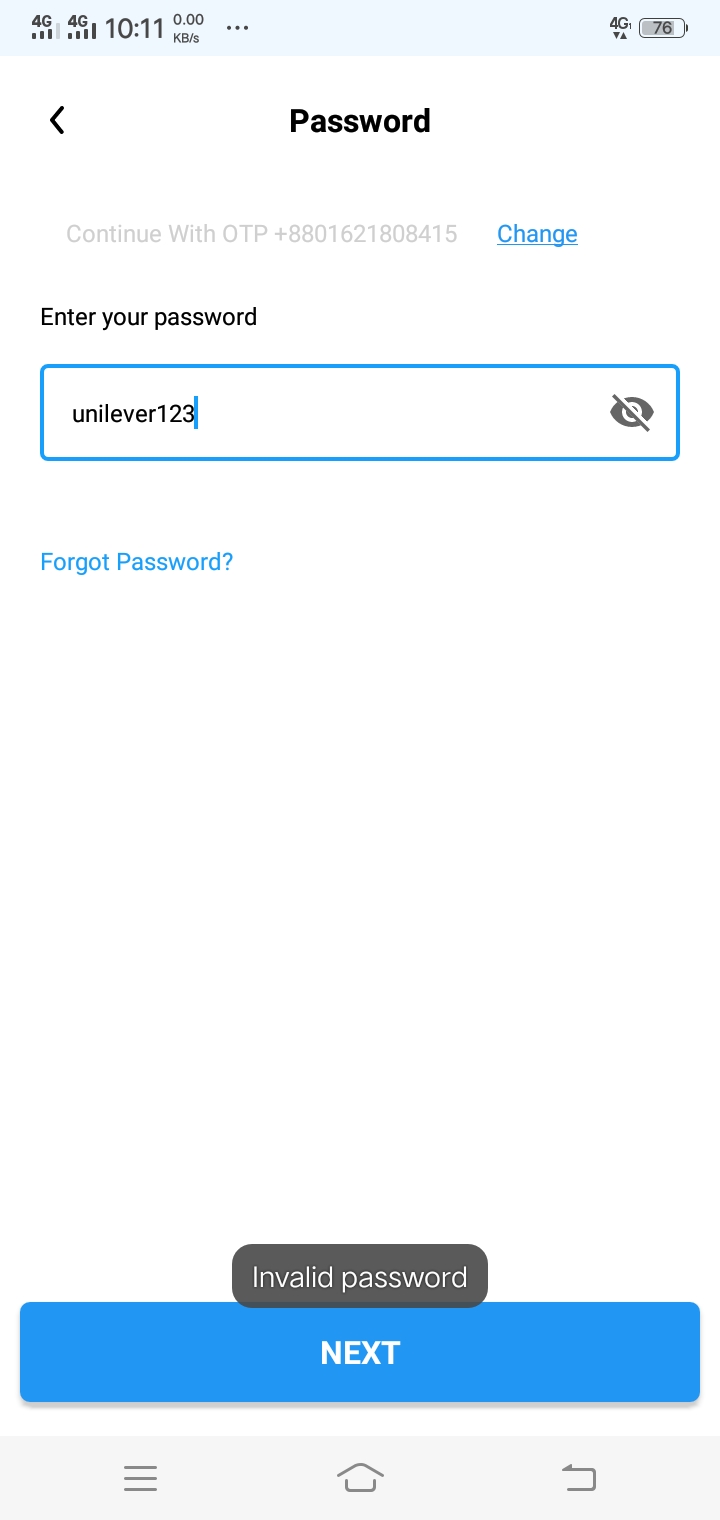 4G 4G 10:11 0.00 KB/s ... 4G 76
Password
Continue With OTP +8801621808415 Change
Enter your password
unilever123
Forgot Password?
Invalid password
NEXT